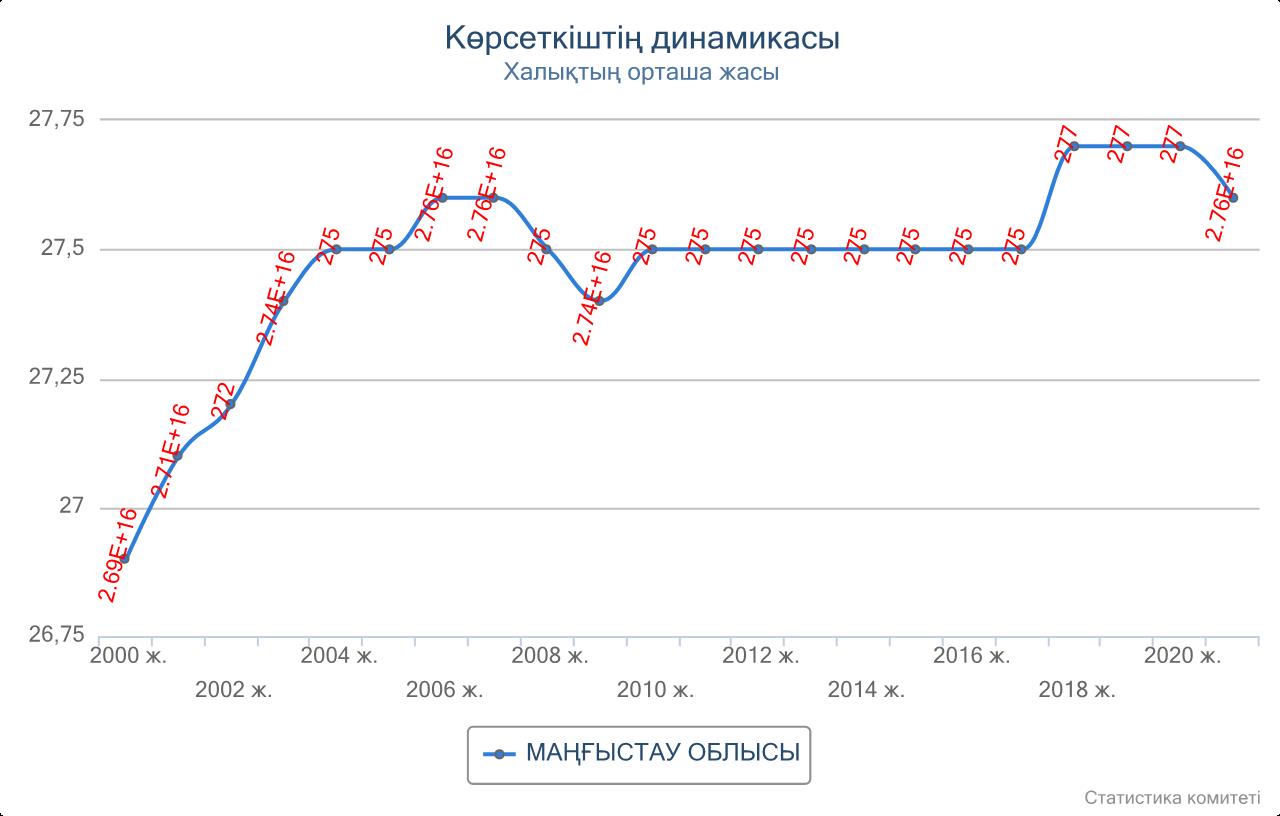 Көрсеткіштің динамикасы
Халықтың орташа жасы
27,75
27,5
27,25
27
26,75
2.69E+16
2.71E+16
272
2.74E+16
275
275
2.76E+16
2.76E+16
275
2.74E+16
275
275
275
275
275
275
275
275
277
277
277
2.76E+16
2000 ж.
2004 ж.
2008 ж.
2012 ж.
2016 ж.
2020 ж.
2002 ж.
2006 ж.
2010 ж.
2014 ж.
2018 ж.
МАҢҒЫСТАУ ОБЛЫСЫ
Статистика комитеті